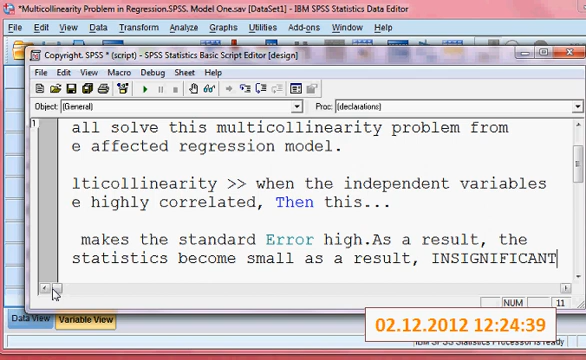 *Multicollinearity Problem in Regression.SPSS. Model One.sav [DataSet1] - IBM SPSS Statistics Data Editor
File Edit View Data Transform Analyze Graphs Utilities Add-ons Window Help
Copyright. SPSS * (script) - SPSS Statistics Basic Script Editor [design]
File Edit View Macro Debug Sheet Help
Object: (General) Proc: (declarations)
1
all solve this multicollinearity problem from
e affected regression model.
lticollinearity >> when the independent variables
e highly correlated, Then this...
makes the standard Error high.As a result, the
statistics become small as a result, INSIGNIFICANT
NUM 11
Data View Variable View
02.12.2012 12:24:39
IBM SPSS Statistics Processor is ready